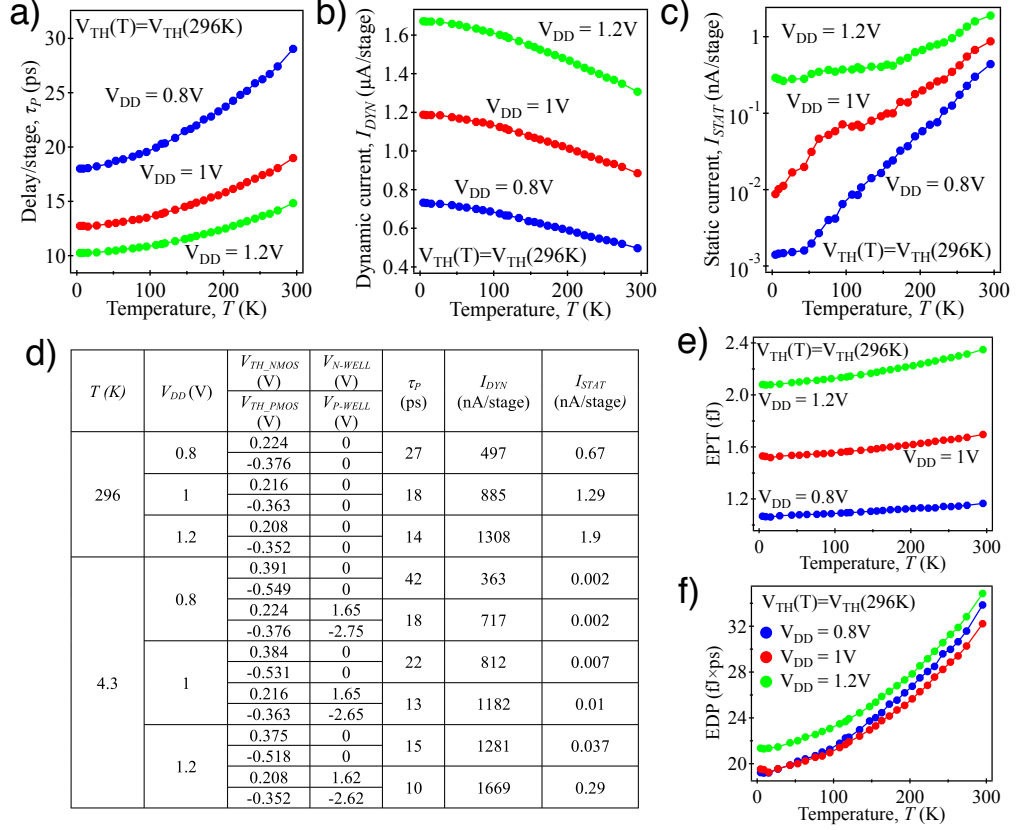 a)
V_TH(T)=V_TH(296K)
V_DD = 0.8V
V_DD = 1V
V_DD = 1.2V
Delay/stage, τ_P (ps)
30
25
20
15
10
0 100 200 300
Temperature, T (K)
b)
V_DD = 1.2V
V_DD = 1V
V_DD = 0.8V
V_TH(T)=V_TH(296K)
Dynamic current, I_DYN (μA/stage)
1.6
1.4
1.2
1.0
0.8
0.6
0.4
0 100 200 300
Temperature, T (K)
c)
V_DD = 1.2V
V_DD = 1V
V_DD = 0.8V
V_TH(T)=V_TH(296K)
Static current, I_STAT (nA/stage)
1
10^-1
10^-2
10^-3
0 100 200 300
Temperature, T (K)
d)
T (K) V_DD (V) V_TH_NMOS (V) V_N-WELL (V) τ_P (ps) I_DYN (nA/stage) I_STAT (nA/stage)
V_TH_PMOS (V) V_P-WELL (V)
296 0.8 0.224 0 27 497 0.67
-0.376 0
1 0.216 0 18 885 1.29
-0.363 0
1.2 0.208 0 14 1308 1.9
-0.352 0
4.3 0.8 0.391 0 42 363 0.002
-0.549 0
0.224 1.65 18 717 0.002
-0.376 -2.75
1 0.384 0 22 812 0.007
-0.531 0
0.216 1.65 13 1182 0.01
-0.363 -2.65
1.2 0.375 0 15 1281 0.037
-0.518 0
0.208 1.62 10 1669 0.29
-0.352 -2.62
e)
V_TH(T)=V_TH(296K)
V_DD = 1.2V
V_DD = 1V
V_DD = 0.8V
EPT (fJ)
2.4
2.0
1.6
1.2
0 100 200 300
Temperature, T (K)
f)
V_TH(T)=V_TH(296K)
V_DD = 0.8V
V_DD = 1V
V_DD = 1.2V
EDP (fJ×ps)
32
28
24
20
0 100 200 300
Temperature, T (K)